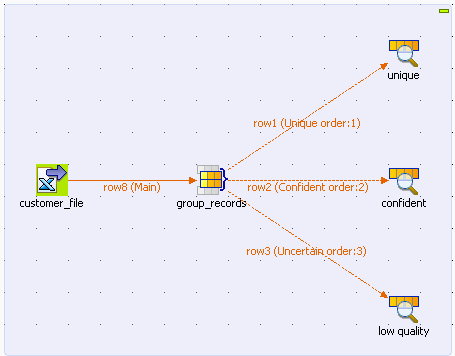 unique
row1 (Unique order:1)
customer_file
row8 (Main)
group_records
row2 (Confident order:2)
confident
row3 (Uncertain order:3)
low quality